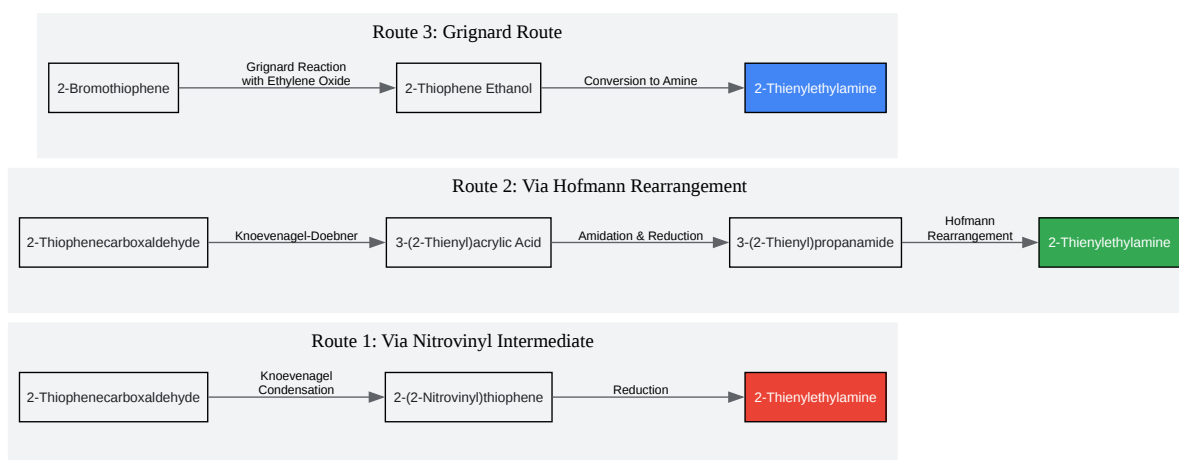 Route 3: Grignard Route
2-Bromothiophene
Grignard Reaction
with Ethylene Oxide
2-Thiophene Ethanol
Conversion to Amine
2-Thienylethylamine
Route 2: Via Hofmann Rearrangement
2-Thiophenecarboxaldehyde
Knoevenagel-Doebner
3-(2-Thienyl)acrylic Acid
Amidation & Reduction
3-(2-Thienyl)propanamide
Hofmann
Rearrangement
2-Thienylethylamine
Route 1: Via Nitrovinyl Intermediate
2-Thiophenecarboxaldehyde
Knoevenagel
Condensation
2-(2-Nitrovinyl)thiophene
Reduction
2-Thienylethylamine